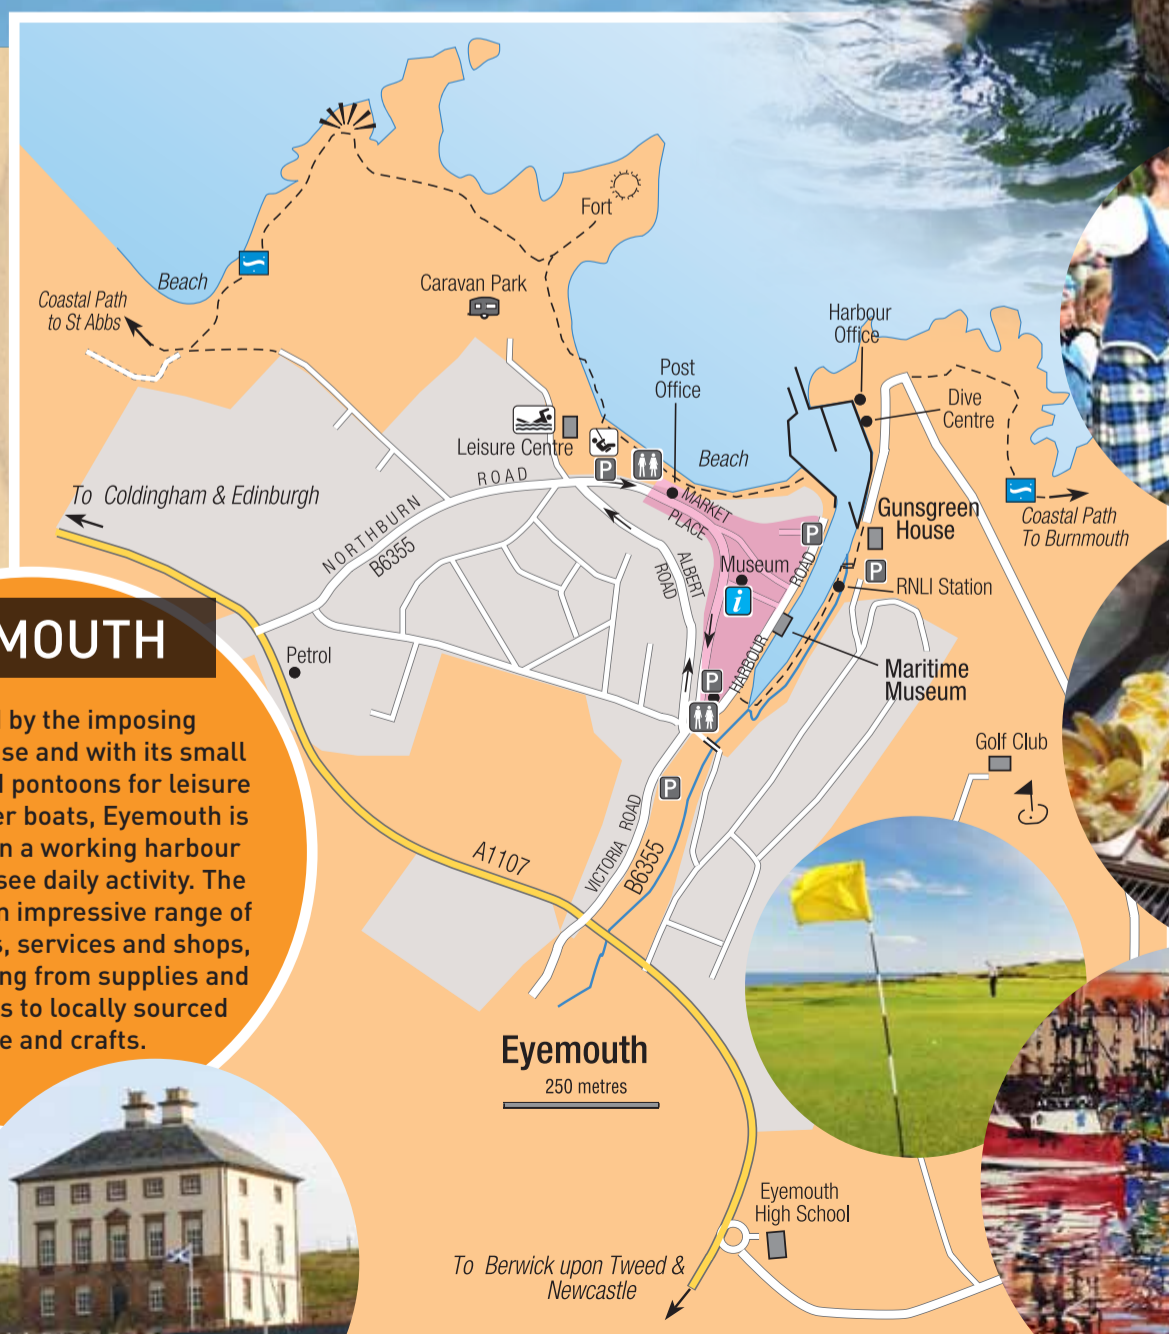 Fort
Beach
Caravan Park
Coastal Path
to St Abbs
Harbour
Office
Post
Office
Dive
Centre
Leisure Centre
P
Beach
ROAD
MARKET
PLACE
To Coldingham & Edinburgh
NORTHBURN
B6355
Gunsgreen
House
Coastal Path
To Burnmouth
P
ALBERT
ROAD
Museum
i
ROAD
P
RNLI Station
MOUTH
Petrol
HARBOUR
P
Maritime
Museum
by the imposing
se and with its small
pontoons for leisure
er boats, Eyemouth is
n a working harbour
see daily activity. The
n impressive range of
s, services and shops,
ng from supplies and
s to locally sourced
e and crafts.
Golf Club
P
VICTORIA ROAD
B6355
A1107
Eyemouth
250 metres
Eyemouth
High School
To Berwick upon Tweed &
Newcastle